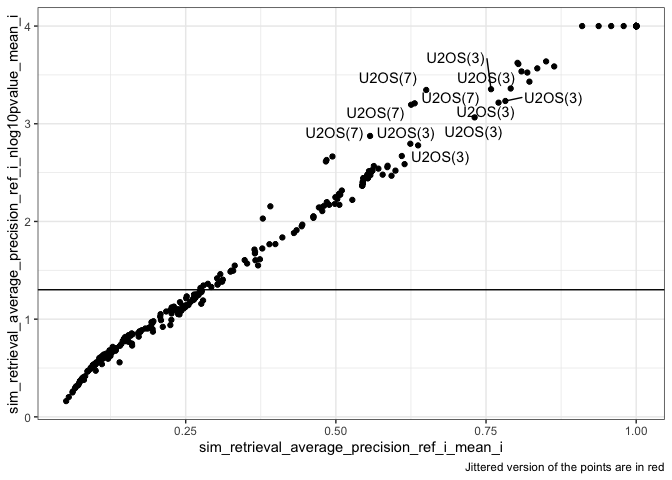 sim_retrieval_average_precision_ref_i_nlog10pvalue_mean_i
4
3
2
1
0
U2OS(3)
U2OS(7)
U2OS(3)
U2OS(7)
U2OS(3)
U2OS(7)
U2OS(3)
U2OS(7)
U2OS(3)
U2OS(3)
U2OS(3)
0.25
0.50
0.75
1.00
sim_retrieval_average_precision_ref_i_mean_i
Jittered version of the points are in red